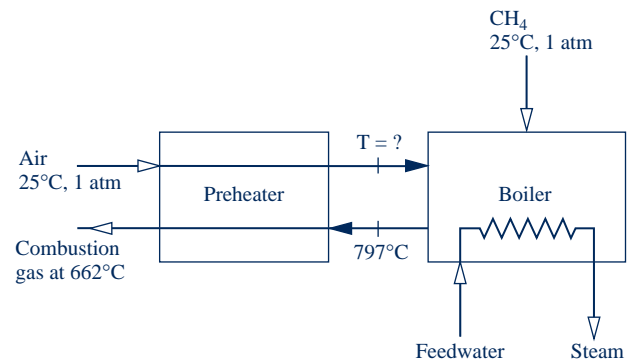 CH₄
25°C, 1 atm
T = ?
Air
25°C, 1 atm
Preheater
Boiler
Combustion
gas at 662°C
797°C
Feedwater
Steam